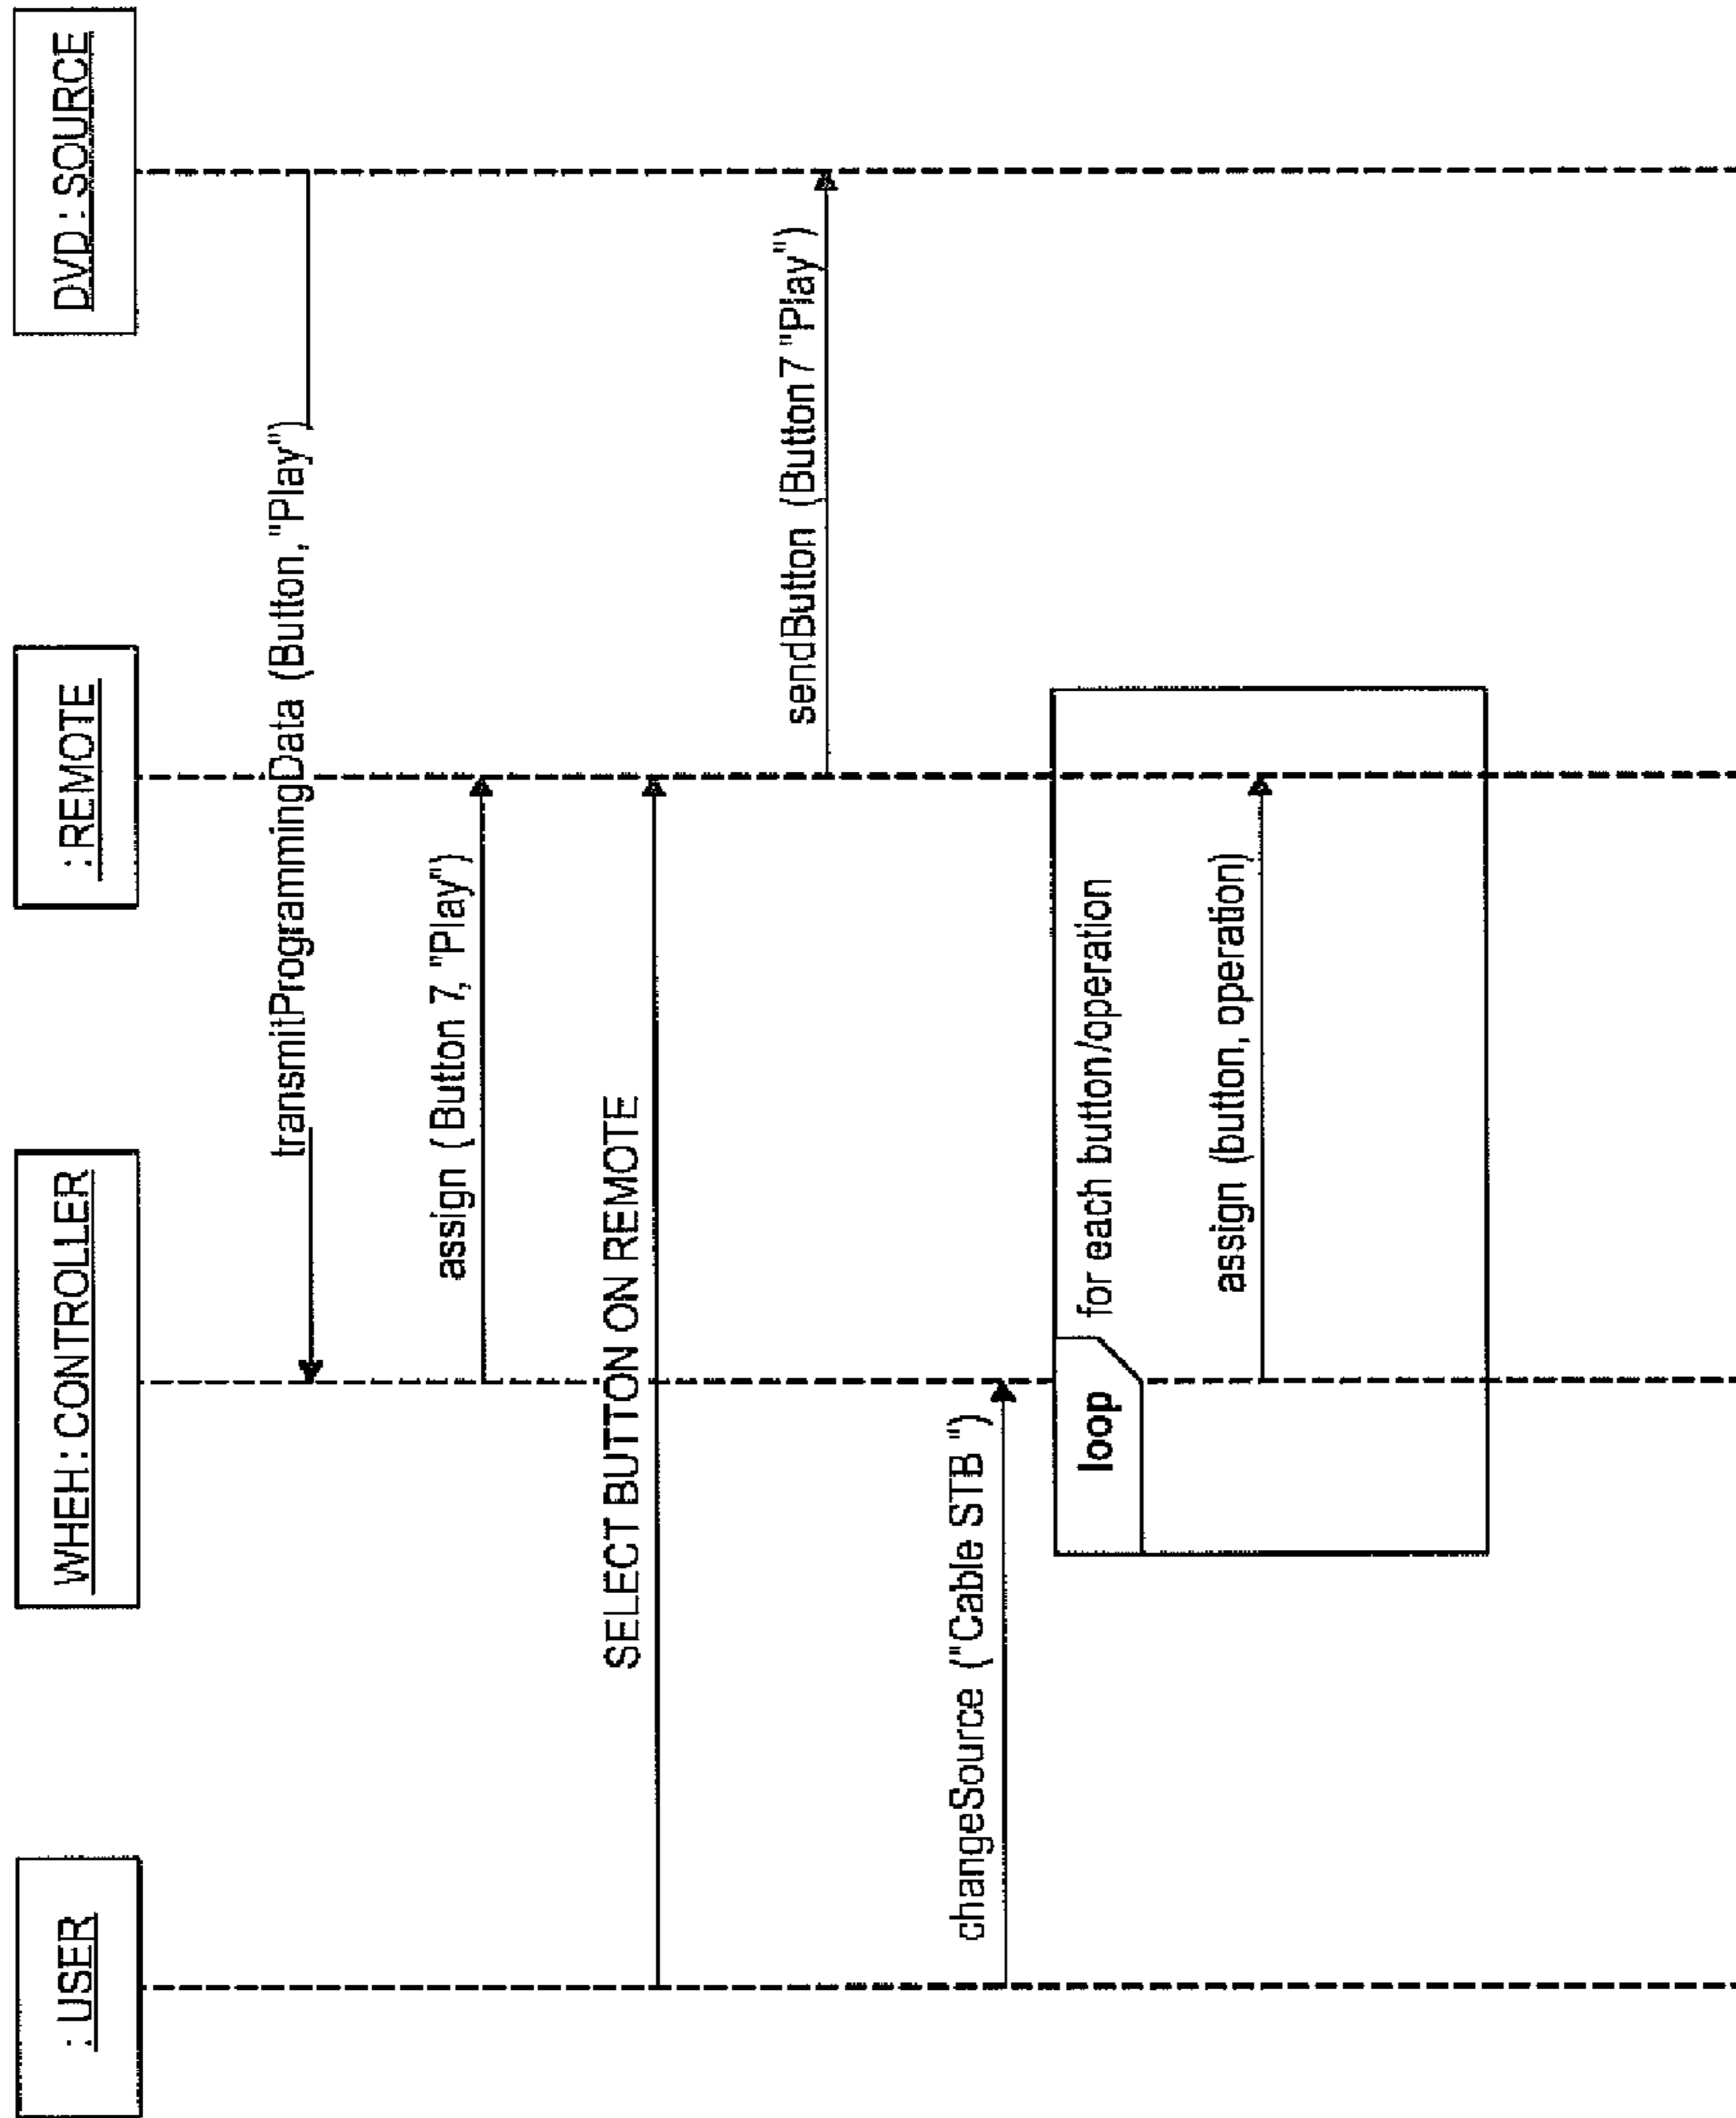 : USER
WHEH : CONTROLLER
: REMOTE
DVD : SOURCE
transmitProgrammingData (Button, "Play")
assign (Button 7, "Play")
SELECT BUTTON ON REMOTE
sendButton (Button 7 "Play")
changeSource ("Cable STB")
loop
for each button/operation
assign (button, operation)